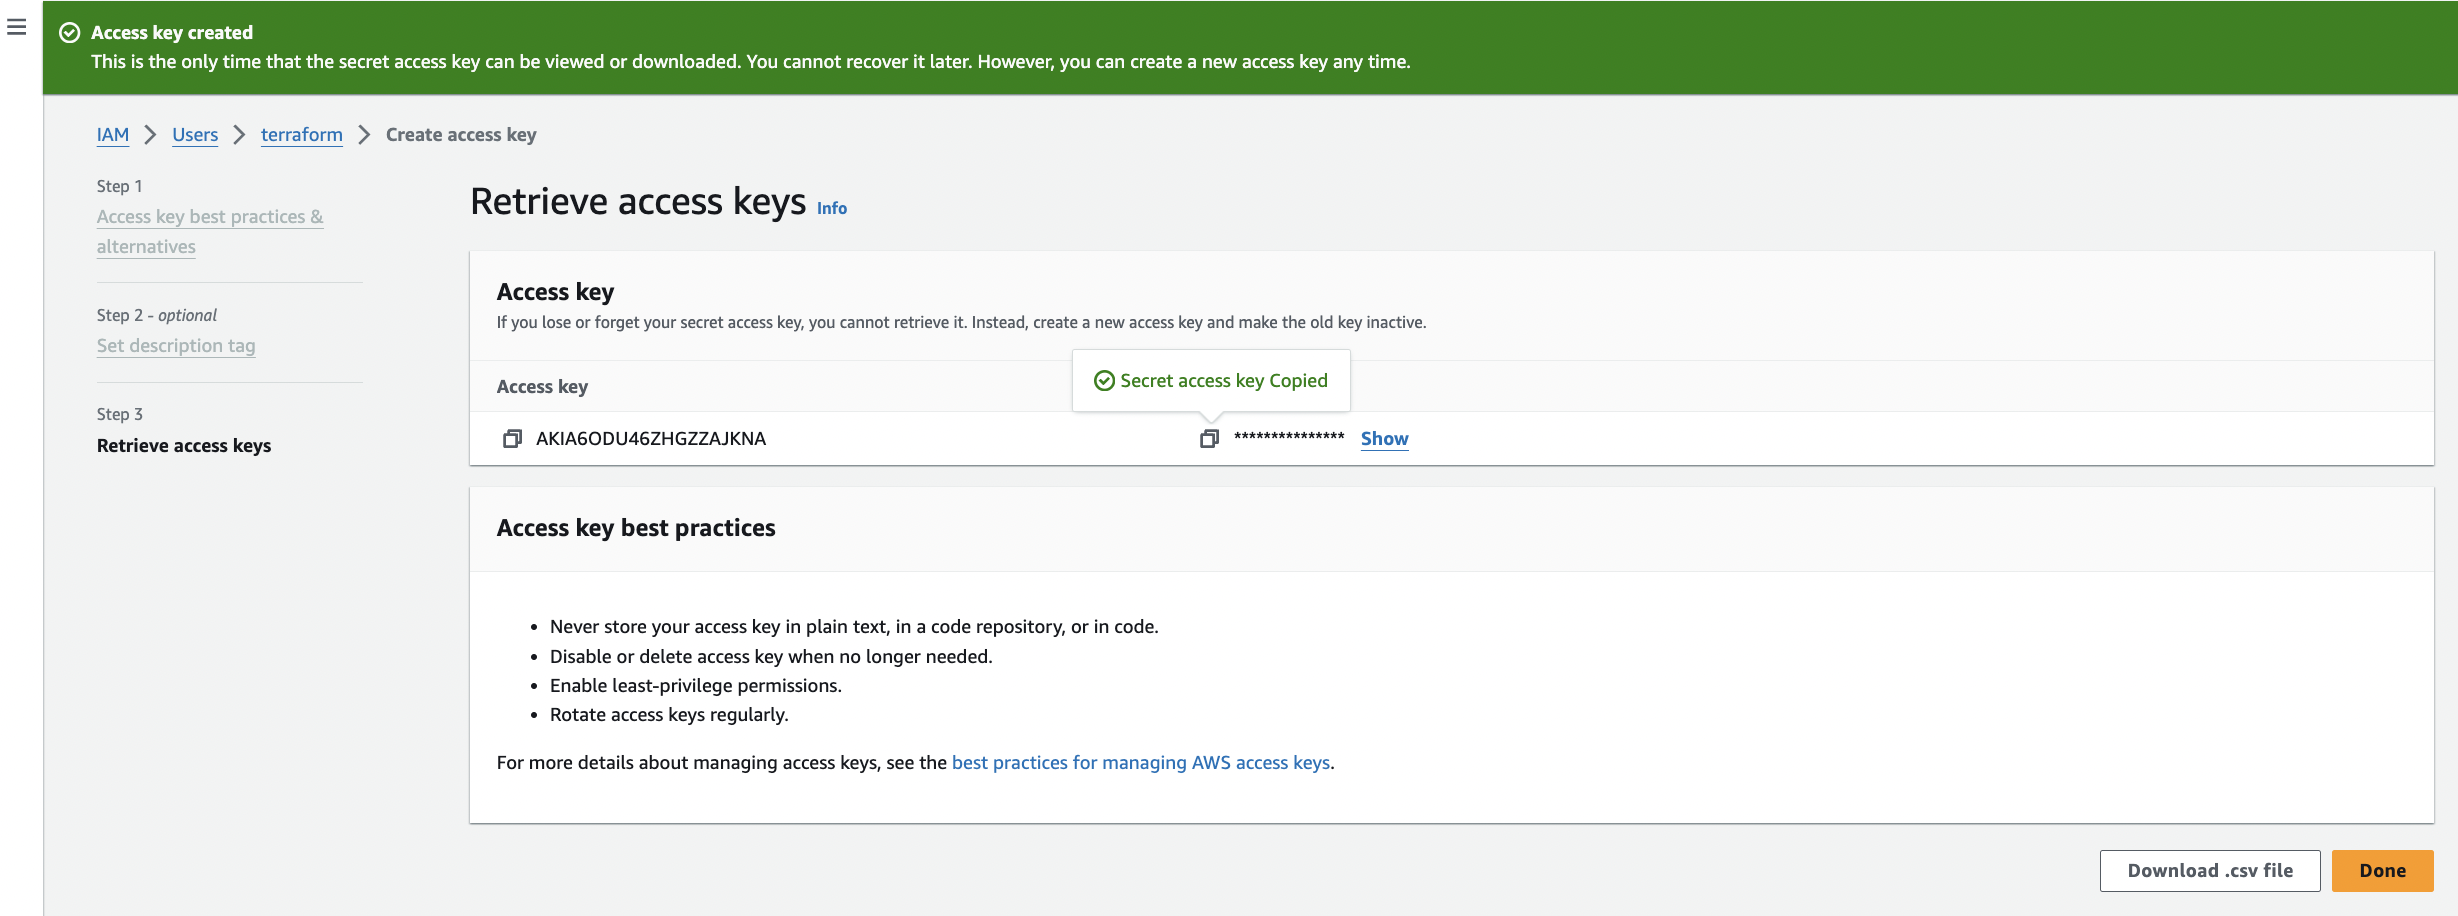 Access key created
This is the only time that the secret access key can be viewed or downloaded. You cannot recover it later. However, you can create a new access key any time.
IAM > Users > terraform > Create access key
Step 1
Access key best practices &
alternatives
Step 2 - optional
Set description tag
Step 3
Retrieve access keys
Retrieve access keys Info
Access key
If you lose or forget your secret access key, you cannot retrieve it. Instead, create a new access key and make the old key inactive.
Access key
Secret access key Copied
AKIA6ODU46ZHGZZAJKNA *************** Show
Access key best practices
• Never store your access key in plain text, in a code repository, or in code.
• Disable or delete access key when no longer needed.
• Enable least-privilege permissions.
• Rotate access keys regularly.
For more details about managing access keys, see the best practices for managing AWS access keys.
Download .csv file
Done